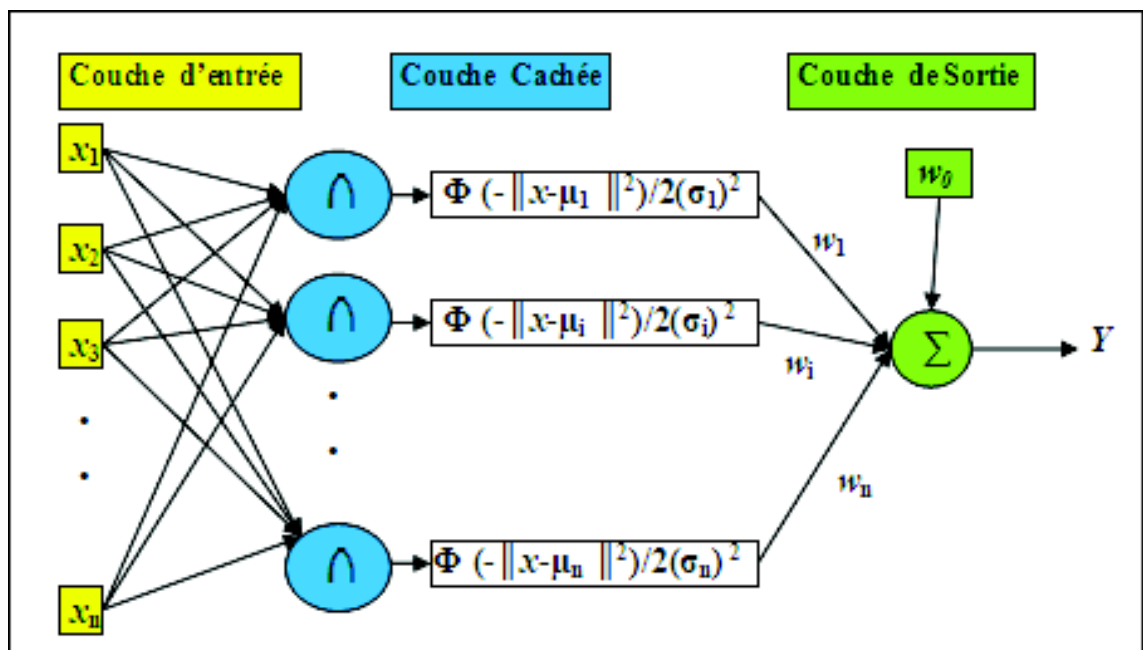 Couche d'entrée
Couche Cachée
Couche de Sortie
x₁
x₂
x₃
.
.
xₙ
∩
∩
.
.
∩
Φ (-‖x-μ₁ ‖²)/2(σ₁)²
Φ (-‖x-μᵢ ‖²)/2(σᵢ)²
Φ (-‖x-μₙ ‖²)/2(σₙ)²
w₁
wᵢ
wₙ
w₀
Σ
Y